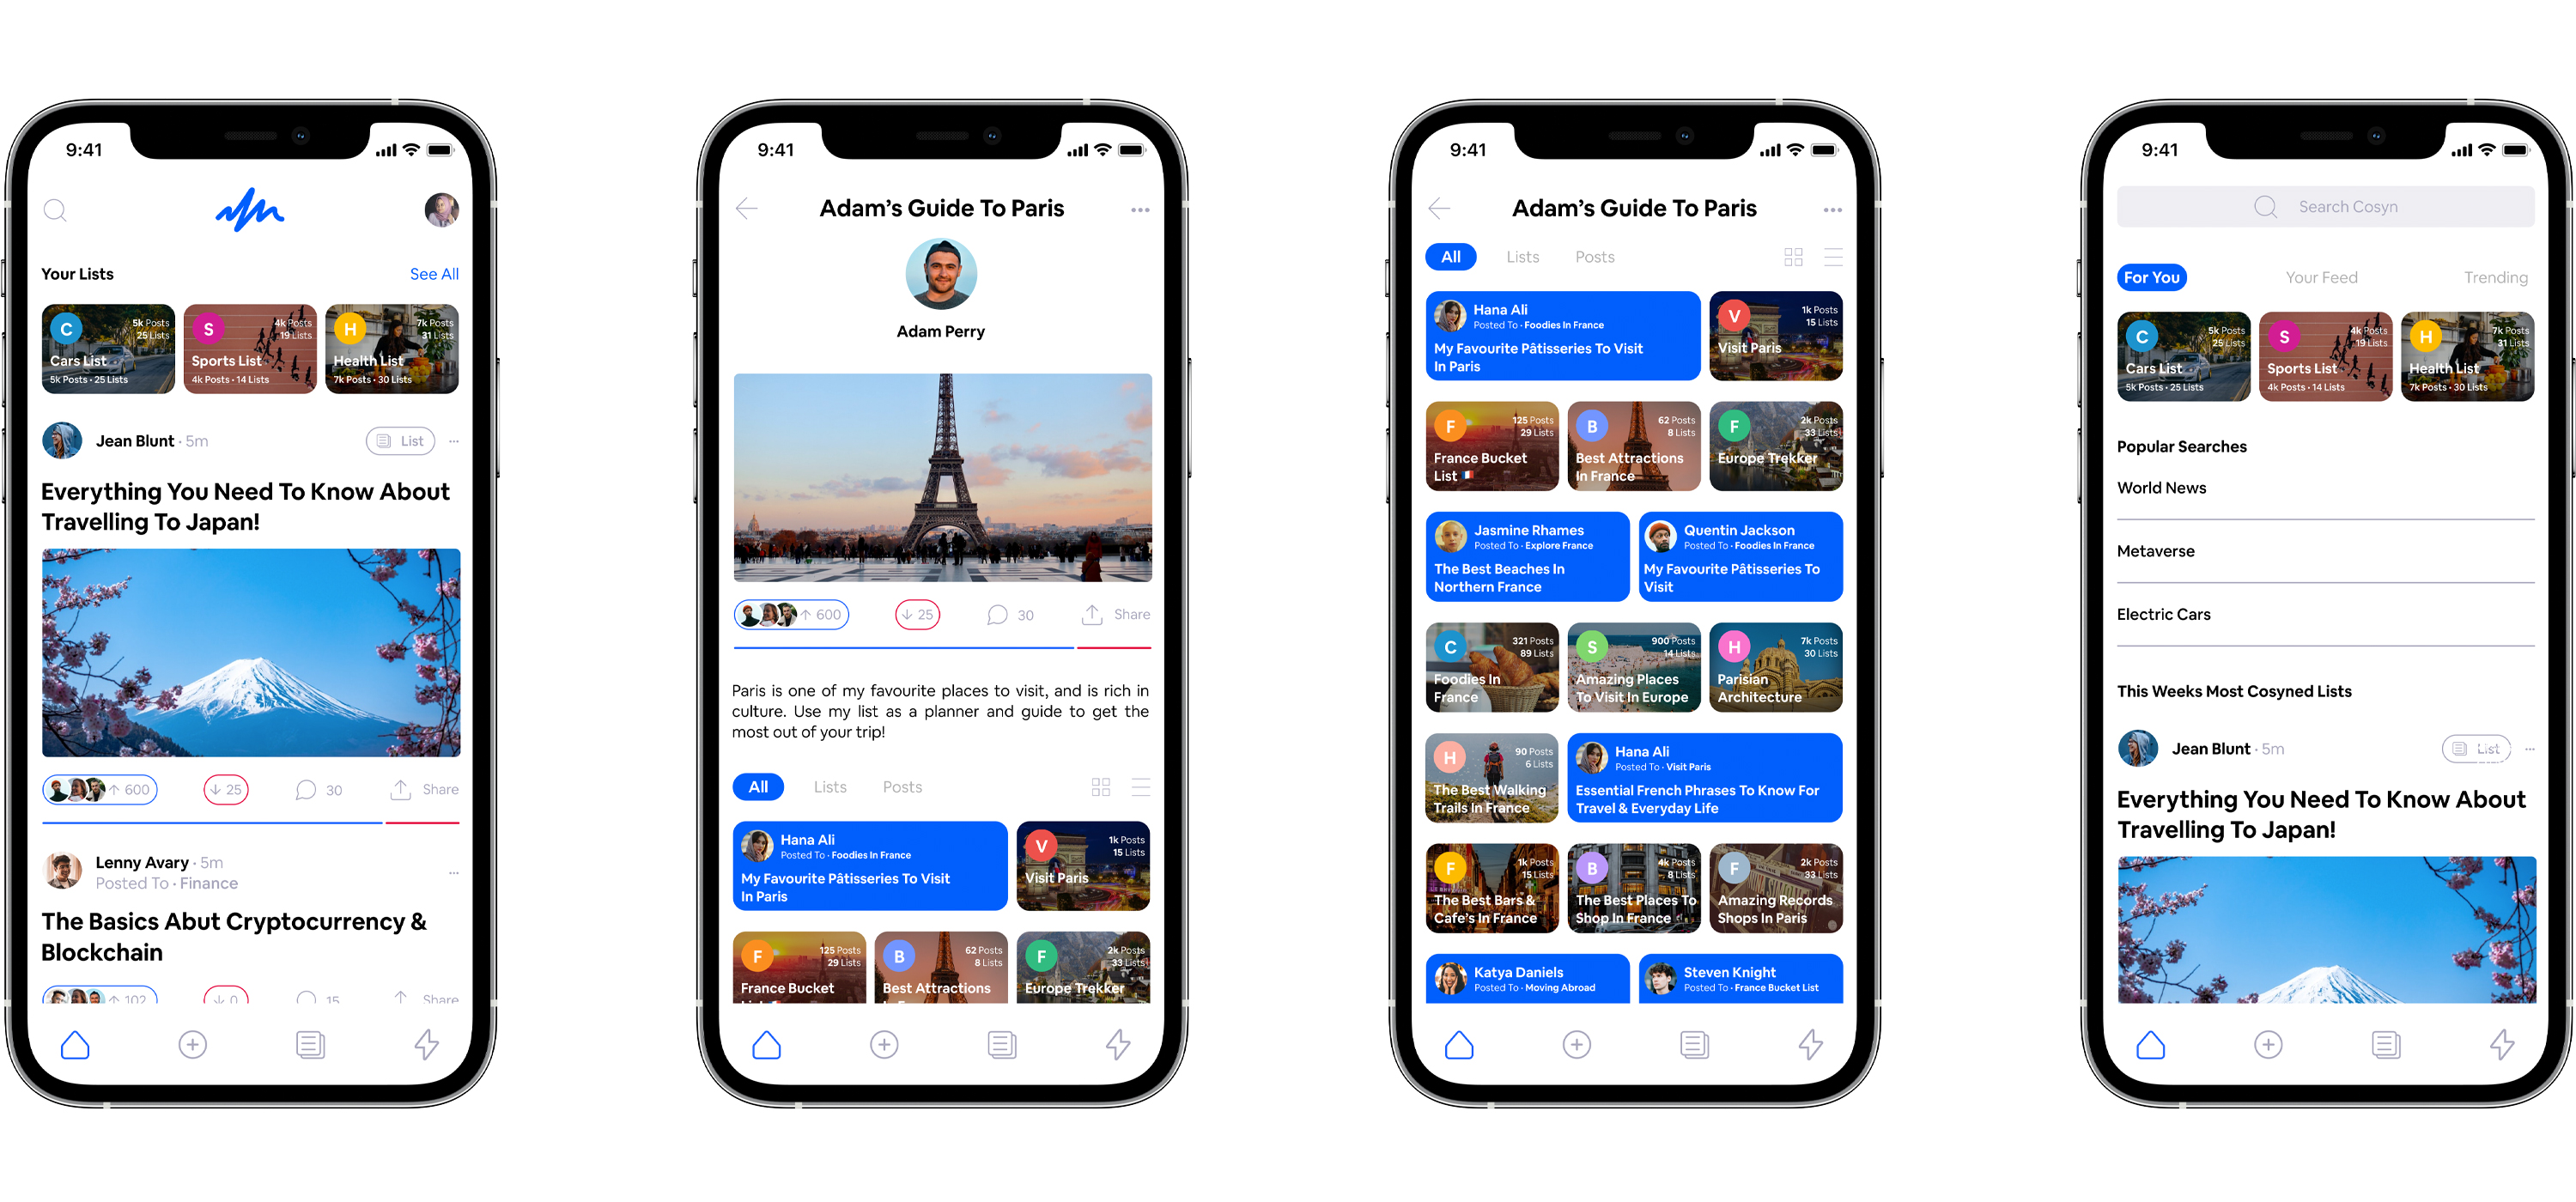 9:41
Your Lists
See All
C
5k Posts
25 Lists
Cars List
5k Posts • 25 Lists
S
4k Posts
19 Lists
Sports List
4k Posts • 14 Lists
H
7k Posts
31 Lists
Health List
7k Posts • 30 Lists
Jean Blunt · 5m
List
Everything You Need To Know About
Travelling To Japan!
600
25
30
Share
Lenny Avary · 5m
Posted To · Finance
The Basics Abut Cryptocurrency &
Blockchain
102
0
15
Share
9:41
Adam’s Guide To Paris
Adam Perry
600
25
30
Share
Paris is one of my favourite places to visit, and is rich in
culture. Use my list as a planner and guide to get the
most out of your trip!
All
Lists
Posts
Hana Ali
Posted To · Foodies In France
My Favourite Pâtisseries To Visit
In Paris
V
1k Posts
15 Lists
Visit Paris
F
125 Posts
29 Lists
France Bucket
B
62 Posts
8 Lists
Best Attractions
F
2k Posts
33 Lists
Europe Trekker
9:41
Adam’s Guide To Paris
All
Lists
Posts
Hana Ali
Posted To · Foodies In France
My Favourite Pâtisseries To Visit
In Paris
V
1k Posts
15 Lists
Visit Paris
F
125 Posts
29 Lists
France Bucket
List 🇫🇷
B
62 Posts
8 Lists
Best Attractions
In France
F
2k Posts
33 Lists
Europe Trekker
Jasmine Rhames
Posted To · Explore France
The Best Beaches In
Northern France
Quentin Jackson
Posted To · Foodies In France
My Favourite Pâtisseries To
Visit
C
321 Posts
89 Lists
Foodies In
France
S
900 Posts
14 Lists
Amazing Places
To Visit In Europe
H
7k Posts
30 Lists
Parisian
Architecture
H
90 Posts
6 Lists
The Best Walking
Trails In France
Hana Ali
Posted To · Visit Paris
Essential French Phrases To Know For
Travel & Everyday Life
F
1k Posts
15 Lists
The Best Bars &
Cafe’s In France
B
4k Posts
8 Lists
The Best Places To
Shop In France
F
2k Posts
33 Lists
Amazing Records
Shops In Paris
Katya Daniels
Posted To · Moving Abroad
Steven Knight
Posted To · France Bucket List
9:41
Search Cosyn
For You
Your Feed
Trending
C
5k Posts
25 Lists
Cars List
5k Posts • 25 Lists
S
4k Posts
19 Lists
Sports List
4k Posts • 14 Lists
H
7k Posts
31 Lists
Health List
7k Posts • 30 Lists
Popular Searches
World News
Metaverse
Electric Cars
This Weeks Most Cosyned Lists
Jean Blunt · 5m
List
Everything You Need To Know About
Travelling To Japan!